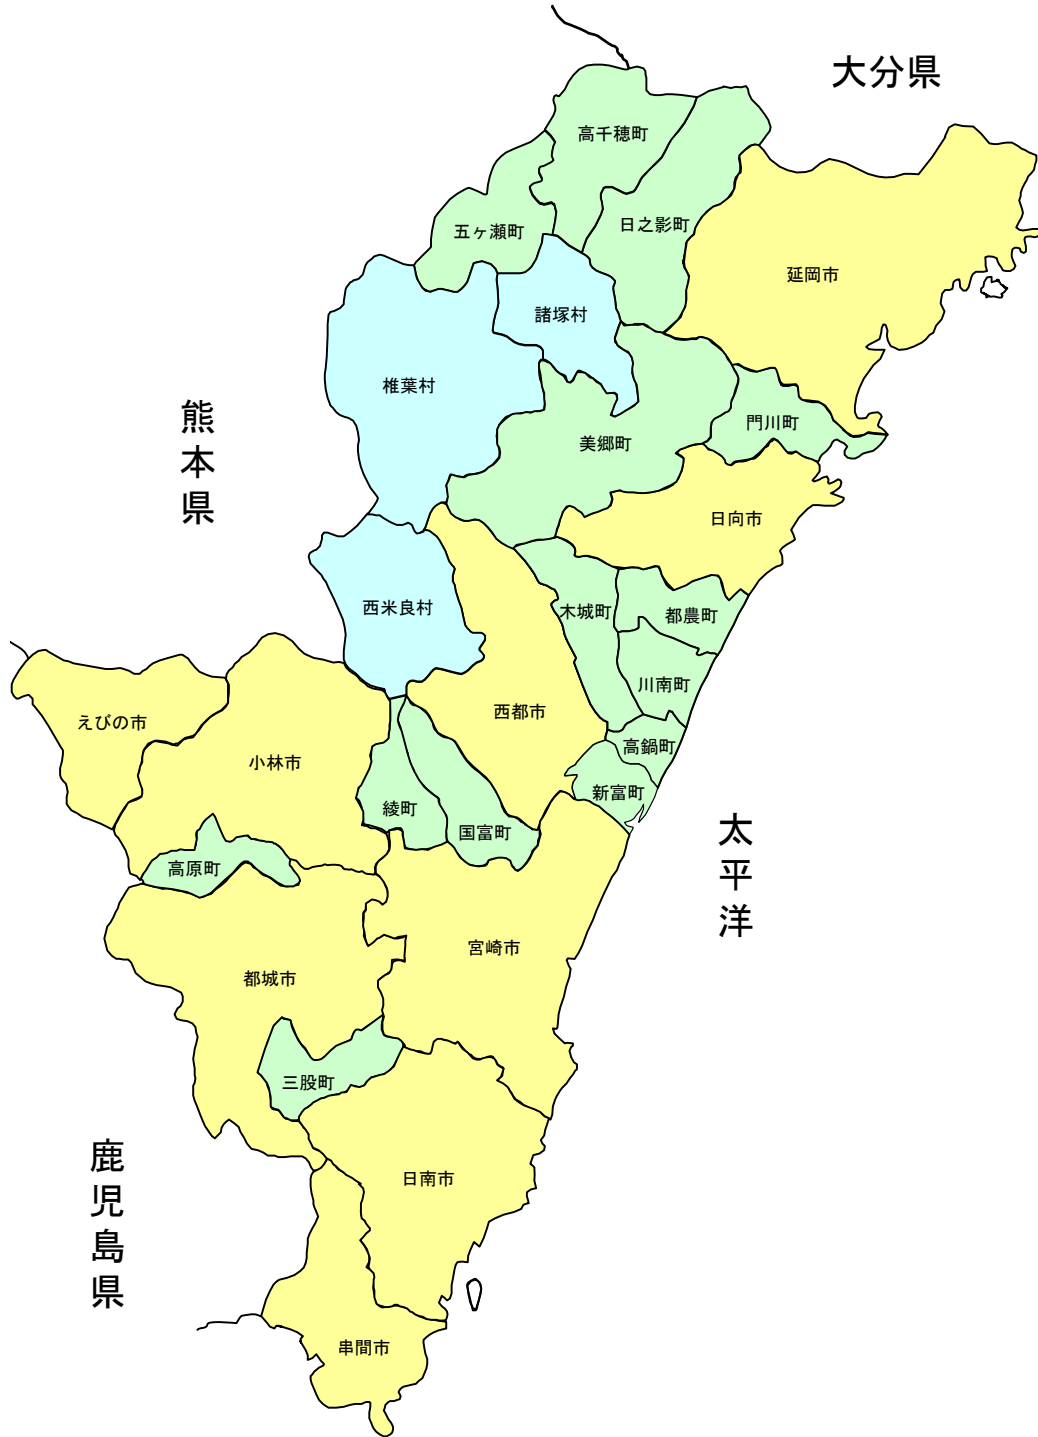 大分県
高千穂町
日之影町
五ヶ瀬町
延岡市
諸塚村
椎葉村
門川町
美郷町
熊本県
日向市
西米良村
木城町
都農町
川南町
西都市
えびの市
小林市
高鍋町
新富町
綾町
国富町
高原町
太平洋
宮崎市
都城市
三股町
日南市
鹿児島県
串間市